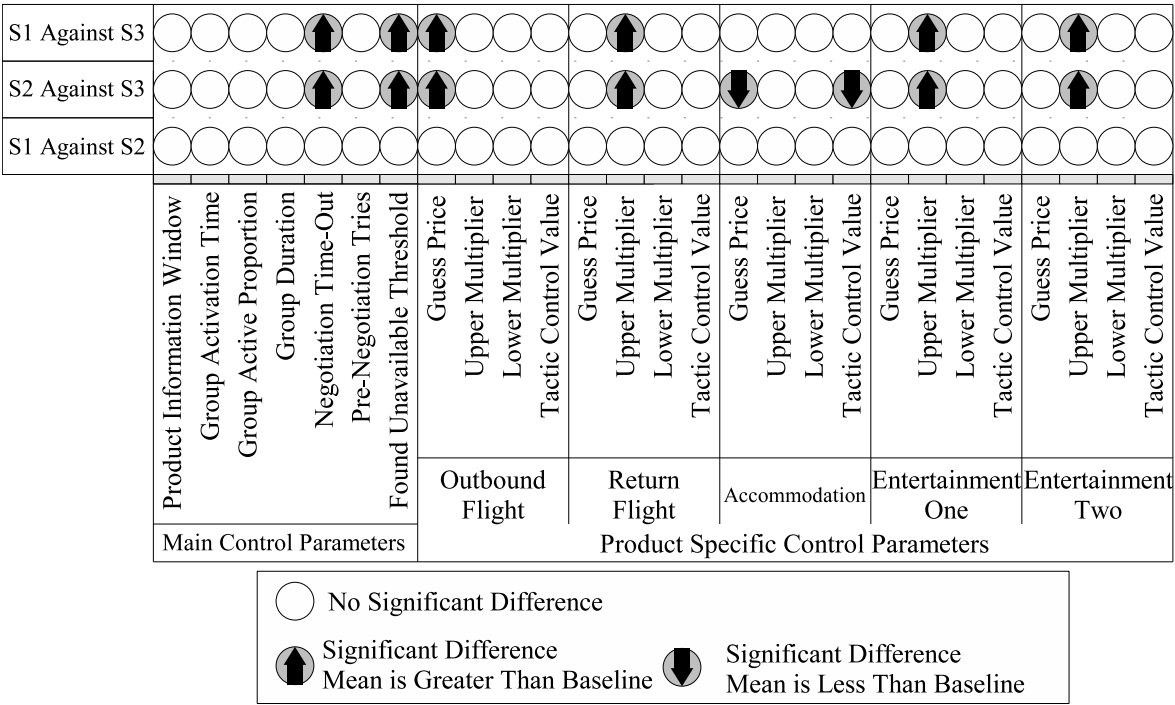 S1 Against S3
S2 Against S3
S1 Against S2
Product Information Window
Group Activation Time
Group Active Proportion
Group Duration
Negotiation Time-Out
Pre-Negotiation Tries
Found Unavailable Threshold
Guess Price
Upper Multiplier
Lower Multiplier
Tactic Control Value
Guess Price
Upper Multiplier
Lower Multiplier
Tactic Control Value
Guess Price
Upper Multiplier
Lower Multiplier
Tactic Control Value
Guess Price
Upper Multiplier
Lower Multiplier
Tactic Control Value
Guess Price
Upper Multiplier
Lower Multiplier
Tactic Control Value
Outbound
Flight
Return
Flight
Accommodation
Entertainment
One
Entertainment
Two
Main Control Parameters
Product Specific Control Parameters
No Significant Difference
Significant Difference
Mean is Greater Than Baseline
Significant Difference
Mean is Less Than Baseline